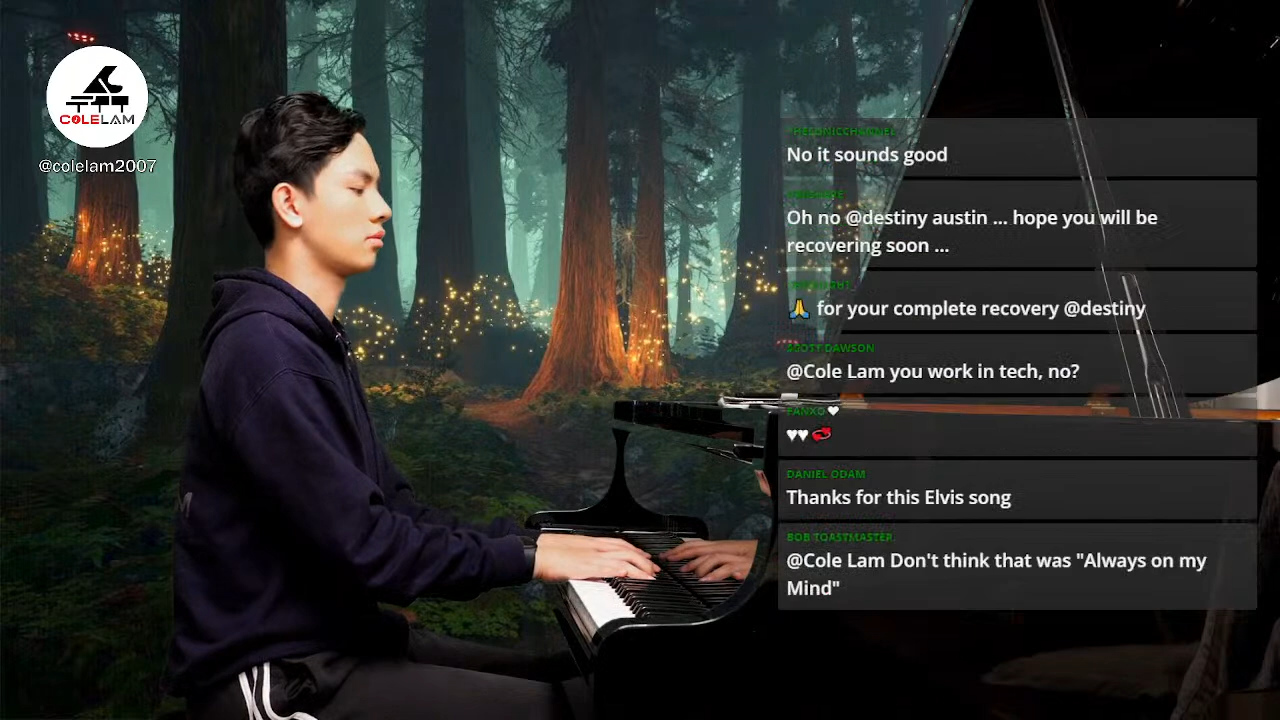 COLELAM
@colelam2007
No it sounds good
Oh no @destiny austin ... hope you will be
recovering soon ...
🙏 for your complete recovery @destiny
SCOTT DAWSON
@Cole Lam you work in tech, no?
FANXO
DANIEL ODAM
Thanks for this Elvis song
BOB TOASTMASTER
@Cole Lam Don't think that was "Always on my
Mind"